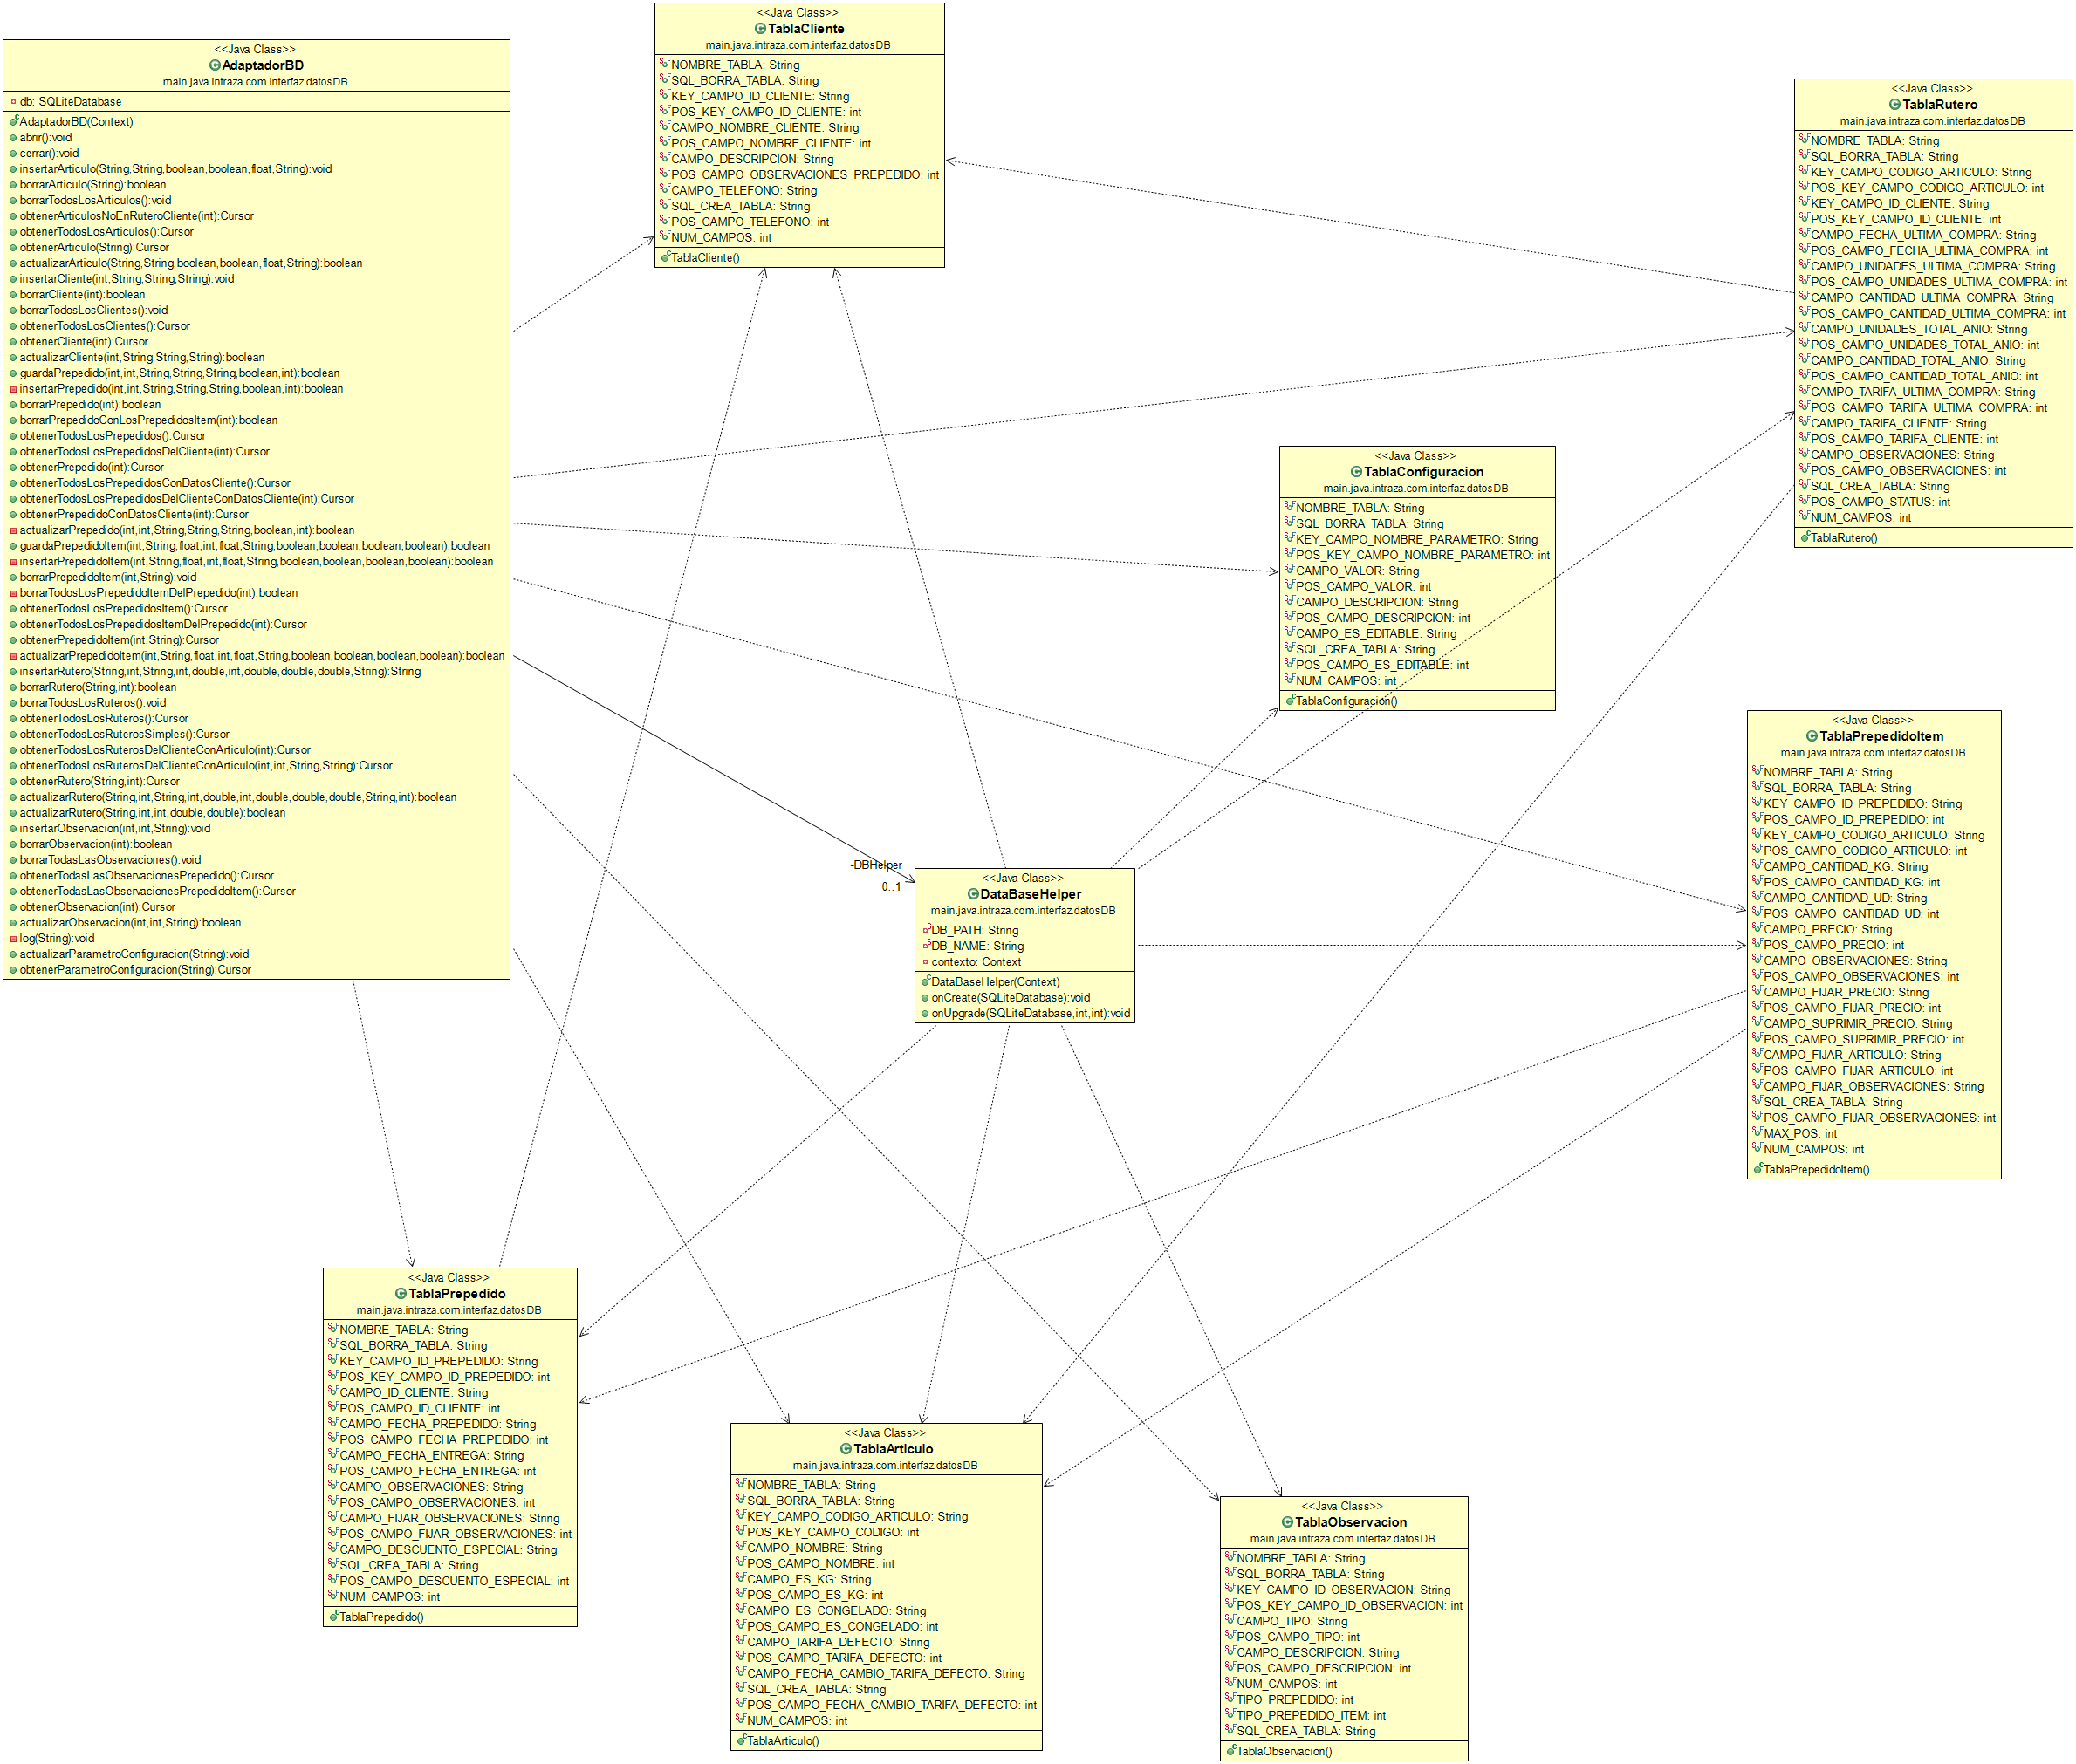 <<Java Class>>
AdaptadorBD
main.java.intraza.com.interfaz.datosDB
db: SQLiteDatabase
AdaptadorBD(Context)
abrir():void
cerrar():void
insertarArticulo(String,String,boolean,boolean,float,String):void
borrarArticulo(String):boolean
borrarTodosLosArticulos():void
obtenerArticulosNoEnRuteroCliente(int):Cursor
obtenerTodosLosArticulos():Cursor
obtenerArticulo(String):Cursor
actualizarArticulo(String,String,boolean,boolean,float,String):boolean
insertarCliente(int,String,String,String):void
borrarCliente(int):boolean
borrarTodosLosClientes():void
obtenerTodosLosClientes():Cursor
obtenerCliente(int):Cursor
actualizarCliente(int,String,String,String):boolean
guardaPrepedido(int,int,String,String,String,boolean,int):boolean
insertarPrepedido(int,int,String,String,String,boolean,int):boolean
borrarPrepedido(int):boolean
borrarPrepedidoConLosPrepedidosItem(int):boolean
obtenerTodosLosPrepedidos():Cursor
obtenerTodosLosPrepedidosDelCliente(int):Cursor
obtenerPrepedido(int):Cursor
obtenerTodosLosPrepedidosConDatosCliente():Cursor
obtenerTodosLosPrepedidosDelClienteConDatosCliente(int):Cursor
obtenerPrepedidoConDatosCliente(int):Cursor
actualizarPrepedido(int,int,String,String,String,boolean,int):boolean
guardaPrepedidoItem(int,String,float,int,float,String,boolean,boolean,boolean,boolean):boolean
insertarPrepedidoItem(int,String,float,int,float,String,boolean,boolean,boolean,boolean):boolean
borrarPrepedidoItem(int,String):void
borrarTodosLosPrepedidoItemDelPrepedido(int):boolean
obtenerTodosLosPrepedidosItem():Cursor
obtenerTodosLosPrepedidosItemDelPrepedido(int):Cursor
obtenerPrepedidoItem(int,String):Cursor
actualizarPrepedidoItem(int,String,float,int,float,String,boolean,boolean,boolean,boolean):boolean
insertarRutero(String,int,String,int,double,int,double,double,double,String):String
borrarRutero(String,int):boolean
borrarTodosLosRuteros():void
obtenerTodosLosRuteros():Cursor
obtenerTodosLosRuterosSimples():Cursor
obtenerTodosLosRuterosDelClienteConArticulo(int):Cursor
obtenerTodosLosRuterosDelClienteConArticulo(int,int,String,String):Cursor
obtenerRutero(String,int):Cursor
actualizarRutero(String,int,String,int,double,int,double,double,double,String,int):boolean
actualizarRutero(String,int,int,double,double):boolean
insertarObservacion(int,int,String):void
borrarObservacion(int):boolean
borrarTodasLasObservaciones():void
obtenerTodasLasObservacionesPrepedido():Cursor
obtenerTodasLasObservacionesPrepedidoItem():Cursor
obtenerObservacion(int):Cursor
actualizarObservacion(int,int,String):boolean
log(String):void
actualizarParametroConfiguracion(String):void
obtenerParametroConfiguracion(String):Cursor
<<Java Class>>
TablaCliente
main.java.intraza.com.interfaz.datosDB
NOMBRE_TABLA: String
SQL_BORRA_TABLA: String
KEY_CAMPO_ID_CLIENTE: String
POS_KEY_CAMPO_ID_CLIENTE: int
CAMPO_NOMBRE_CLIENTE: String
POS_CAMPO_NOMBRE_CLIENTE: int
CAMPO_DESCRIPCION: String
POS_CAMPO_OBSERVACIONES_PREPEDIDO: int
CAMPO_TELEFONO: String
SQL_CREA_TABLA: String
POS_CAMPO_TELEFONO: int
NUM_CAMPOS: int
TablaCliente()
<<Java Class>>
TablaRutero
main.java.intraza.com.interfaz.datosDB
NOMBRE_TABLA: String
SQL_BORRA_TABLA: String
KEY_CAMPO_CODIGO_ARTICULO: String
POS_KEY_CAMPO_CODIGO_ARTICULO: int
KEY_CAMPO_ID_CLIENTE: String
POS_KEY_CAMPO_ID_CLIENTE: int
CAMPO_FECHA_ULTIMA_COMPRA: String
POS_CAMPO_FECHA_ULTIMA_COMPRA: int
CAMPO_UNIDADES_ULTIMA_COMPRA: String
POS_CAMPO_UNIDADES_ULTIMA_COMPRA: int
CAMPO_CANTIDAD_ULTIMA_COMPRA: String
POS_CAMPO_CANTIDAD_ULTIMA_COMPRA: int
CAMPO_UNIDADES_TOTAL_ANIO: String
POS_CAMPO_UNIDADES_TOTAL_ANIO: int
CAMPO_CANTIDAD_TOTAL_ANIO: String
POS_CAMPO_CANTIDAD_TOTAL_ANIO: int
CAMPO_TARIFA_ULTIMA_COMPRA: String
POS_CAMPO_TARIFA_ULTIMA_COMPRA: int
CAMPO_TARIFA_CLIENTE: String
POS_CAMPO_TARIFA_CLIENTE: int
CAMPO_OBSERVACIONES: String
POS_CAMPO_OBSERVACIONES: int
SQL_CREA_TABLA: String
POS_CAMPO_STATUS: int
NUM_CAMPOS: int
TablaRutero()
<<Java Class>>
TablaConfiguracion
main.java.intraza.com.interfaz.datosDB
NOMBRE_TABLA: String
SQL_BORRA_TABLA: String
KEY_CAMPO_NOMBRE_PARAMETRO: String
POS_KEY_CAMPO_NOMBRE_PARAMETRO: int
CAMPO_VALOR: String
POS_CAMPO_VALOR: int
CAMPO_DESCRIPCION: String
POS_CAMPO_DESCRIPCION: int
CAMPO_ES_EDITABLE: String
SQL_CREA_TABLA: String
POS_CAMPO_ES_EDITABLE: int
NUM_CAMPOS: int
TablaConfiguracion()
<<Java Class>>
TablaPrepedidoItem
main.java.intraza.com.interfaz.datosDB
NOMBRE_TABLA: String
SQL_BORRA_TABLA: String
KEY_CAMPO_ID_PREPEDIDO: String
POS_CAMPO_ID_PREPEDIDO: int
KEY_CAMPO_CODIGO_ARTICULO: String
POS_CAMPO_CODIGO_ARTICULO: int
CAMPO_CANTIDAD_KG: String
POS_CAMPO_CANTIDAD_KG: int
CAMPO_CANTIDAD_UD: String
POS_CAMPO_CANTIDAD_UD: int
CAMPO_PRECIO: String
POS_CAMPO_PRECIO: int
CAMPO_OBSERVACIONES: String
POS_CAMPO_OBSERVACIONES: int
CAMPO_FIJAR_PRECIO: String
POS_CAMPO_FIJAR_PRECIO: int
CAMPO_SUPRIMIR_PRECIO: String
POS_CAMPO_SUPRIMIR_PRECIO: int
CAMPO_FIJAR_ARTICULO: String
POS_CAMPO_FIJAR_ARTICULO: int
CAMPO_FIJAR_OBSERVACIONES: String
SQL_CREA_TABLA: String
POS_CAMPO_FIJAR_OBSERVACIONES: int
MAX_POS: int
NUM_CAMPOS: int
TablaPrepedidoItem()
-DBHelper
0..1
<<Java Class>>
DataBaseHelper
main.java.intraza.com.interfaz.datosDB
DB_PATH: String
DB_NAME: String
contexto: Context
DataBaseHelper(Context)
onCreate(SQLiteDatabase):void
onUpgrade(SQLiteDatabase,int,int):void
<<Java Class>>
TablaPrepedido
main.java.intraza.com.interfaz.datosDB
NOMBRE_TABLA: String
SQL_BORRA_TABLA: String
KEY_CAMPO_ID_PREPEDIDO: String
POS_KEY_CAMPO_ID_PREPEDIDO: int
CAMPO_ID_CLIENTE: String
POS_CAMPO_ID_CLIENTE: int
CAMPO_FECHA_PREPEDIDO: String
POS_CAMPO_FECHA_PREPEDIDO: int
CAMPO_FECHA_ENTREGA: String
POS_CAMPO_FECHA_ENTREGA: int
CAMPO_OBSERVACIONES: String
POS_CAMPO_OBSERVACIONES: int
CAMPO_FIJAR_OBSERVACIONES: String
POS_CAMPO_FIJAR_OBSERVACIONES: int
CAMPO_DESCUENTO_ESPECIAL: String
SQL_CREA_TABLA: String
POS_CAMPO_DESCUENTO_ESPECIAL: int
NUM_CAMPOS: int
TablaPrepedido()
<<Java Class>>
TablaArticulo
main.java.intraza.com.interfaz.datosDB
NOMBRE_TABLA: String
SQL_BORRA_TABLA: String
KEY_CAMPO_CODIGO_ARTICULO: String
POS_KEY_CAMPO_CODIGO: int
CAMPO_NOMBRE: String
POS_CAMPO_NOMBRE: int
CAMPO_ES_KG: String
POS_CAMPO_ES_KG: int
CAMPO_ES_CONGELADO: String
POS_CAMPO_ES_CONGELADO: int
CAMPO_TARIFA_DEFECTO: String
POS_CAMPO_TARIFA_DEFECTO: int
CAMPO_FECHA_CAMBIO_TARIFA_DEFECTO: String
SQL_CREA_TABLA: String
POS_CAMPO_FECHA_CAMBIO_TARIFA_DEFECTO: int
NUM_CAMPOS: int
TablaArticulo()
<<Java Class>>
TablaObservacion
main.java.intraza.com.interfaz.datosDB
NOMBRE_TABLA: String
SQL_BORRA_TABLA: String
KEY_CAMPO_ID_OBSERVACION: String
POS_KEY_CAMPO_ID_OBSERVACION: int
CAMPO_TIPO: String
POS_CAMPO_TIPO: int
CAMPO_DESCRIPCION: String
POS_CAMPO_DESCRIPCION: int
NUM_CAMPOS: int
TIPO_PREPEDIDO: int
TIPO_PREPEDIDO_ITEM: int
SQL_CREA_TABLA: String
TablaObservacion()